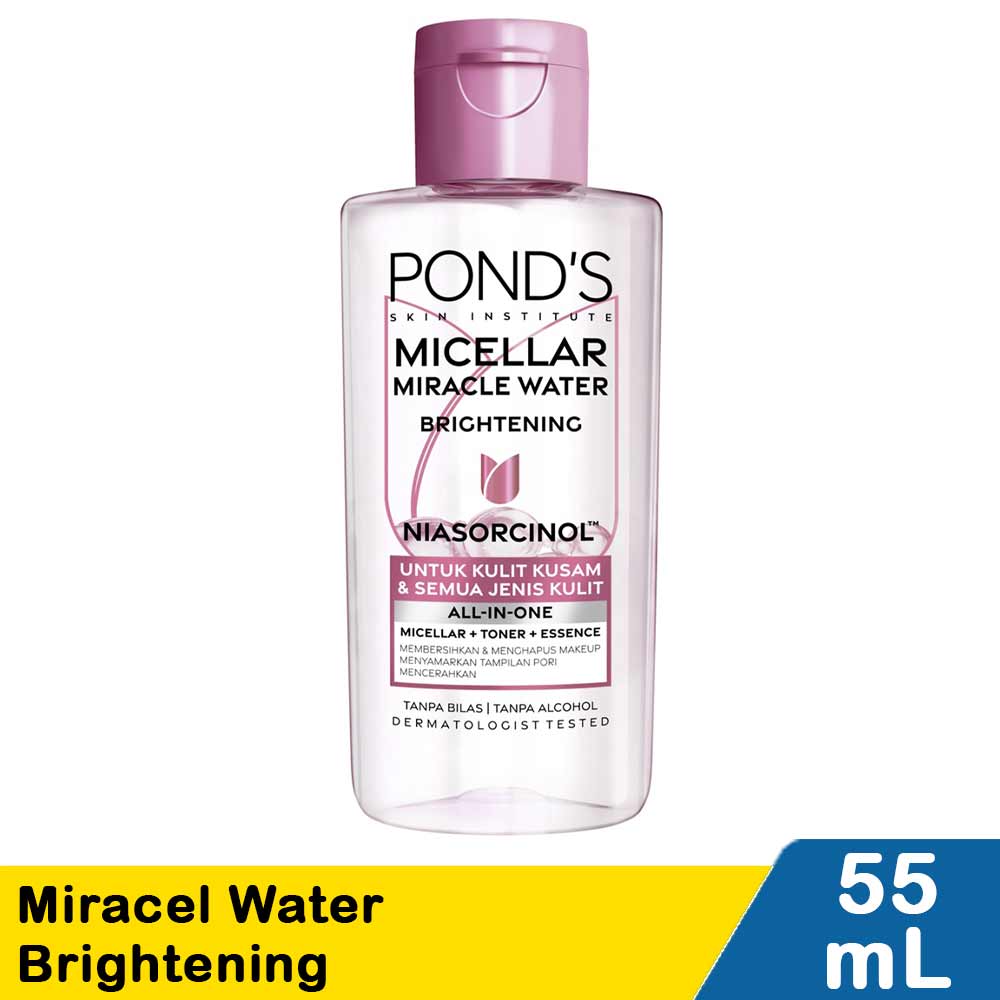 POND'S
SKIN INSTITUTE
MICELLAR
MIRACLE WATER
BRIGHTENING
NIASORCINOL™
UNTUK KULIT KUSAM
& SEMUA JENIS KULIT
ALL-IN-ONE
MICELLAR + TONER + ESSENCE
MEMBERSIHKAN & MENGHAPUS MAKEUP
MENYAMARKAN TAMPILAN PORI
MENCERAHKAN
TANPA BILAS | TANPA ALCOHOL
DERMATOLOGIST TESTED
Miracel Water
Brightening
55
mL